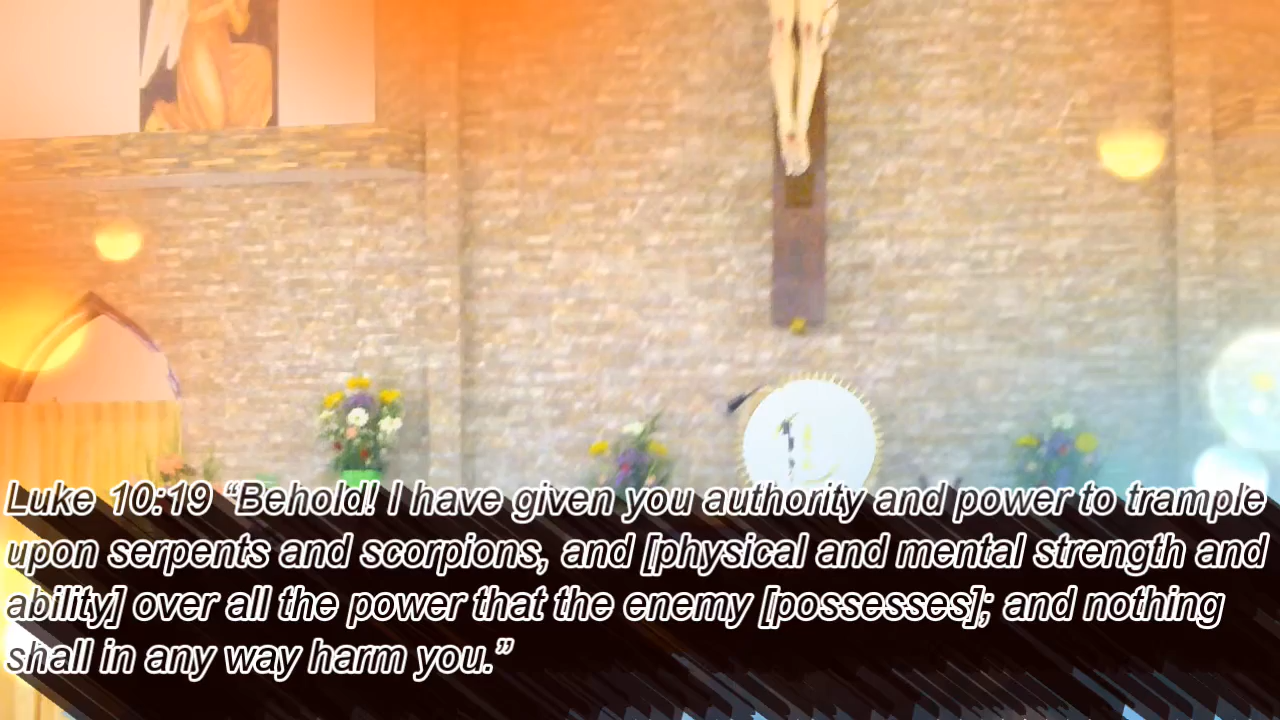 Luke 10:19 “Behold! I have given you authority and power to trample
upon serpents and scorpions, and [physical and mental strength and
ability] over all the power that the enemy [possesses]; and nothing
shall in any way harm you.”